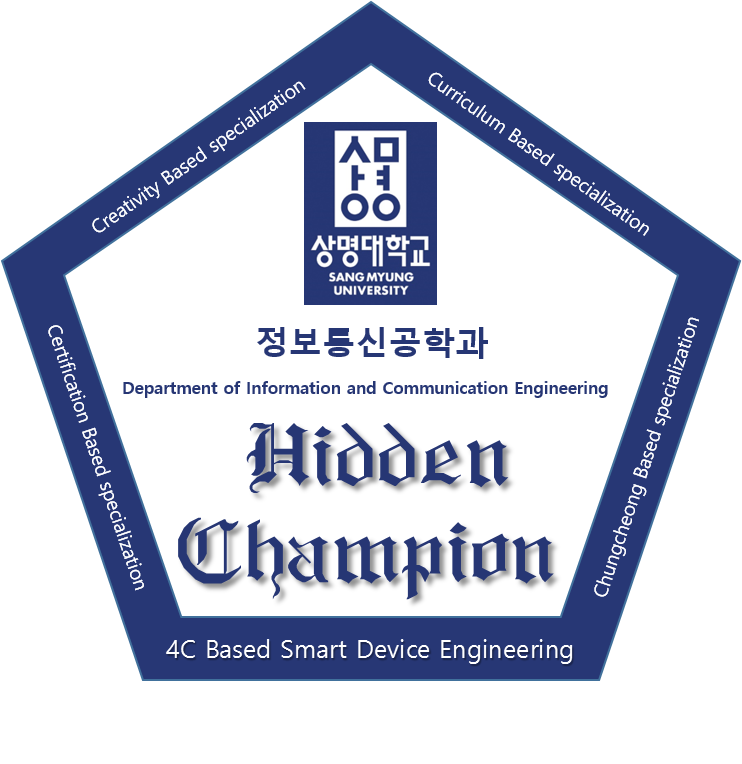 Creativity Based specialization
Curriculum Based specialization
상명
상명대학교
SANGMYUNG
UNIVERSITY
정보통신공학과
Department of Information and Communication Engineering
Hidden
Champion
Certification Based specialization
Chungcheong Based specialization
4C Based Smart Device Engineering